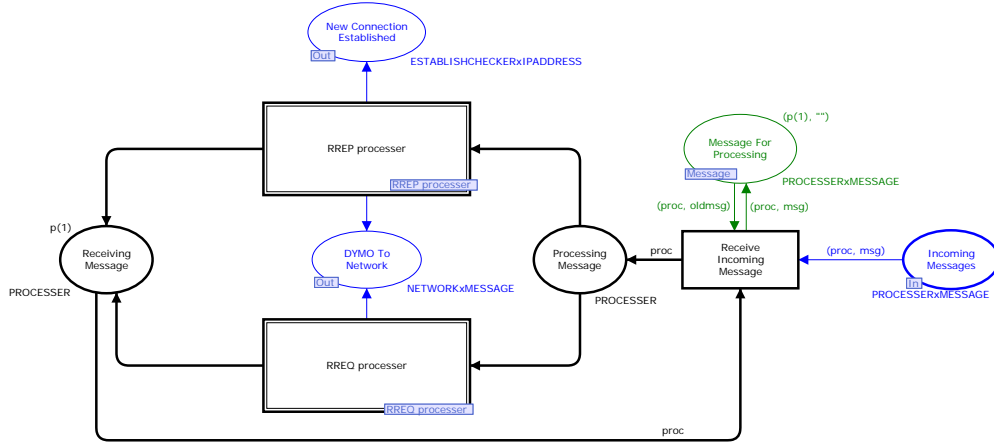 New Connection
Established
Out
ESTABLISHCHECKERxIPADDRESS
RREP processer
RREP processer
(p(1), "")
Message For
Processing
Message
PROCESSERxMESSAGE
(proc, oldmsg)
(proc, msg)
p(1)
Receiving
Message
PROCESSER
DYMO To
Network
Out
NETWORKxMESSAGE
Processing
Message
PROCESSER
proc
Receive
Incoming
Message
(proc, msg)
Incoming
Messages
In
PROCESSERxMESSAGE
RREQ processer
RREQ processer
proc